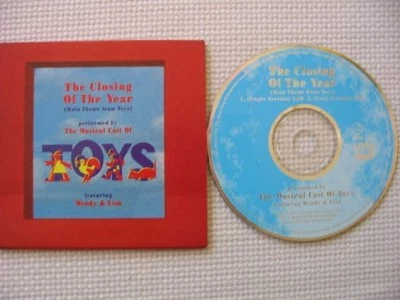 The Closing
Of The Year
(Main Theme from Toys)
performed by
The Musical Cast Of
TOYS
featuring
Wendy & Lisa
The Closing
Of The Year
(Main Theme From Toys)
performed by
The Musical Cast Of Toys
featuring Wendy & Lisa